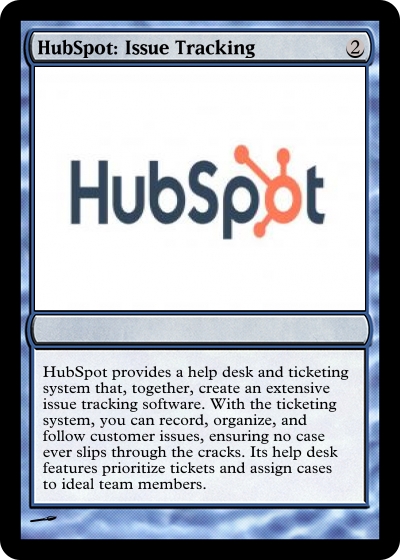 HubSpot: Issue Tracking 2
HubSpot
HubSpot provides a help desk and ticketing
system that, together, create an extensive
issue tracking software. With the ticketing
system, you can record, organize, and
follow customer issues, ensuring no case
ever slips through the cracks. Its help desk
features prioritize tickets and assign cases
to ideal team members.